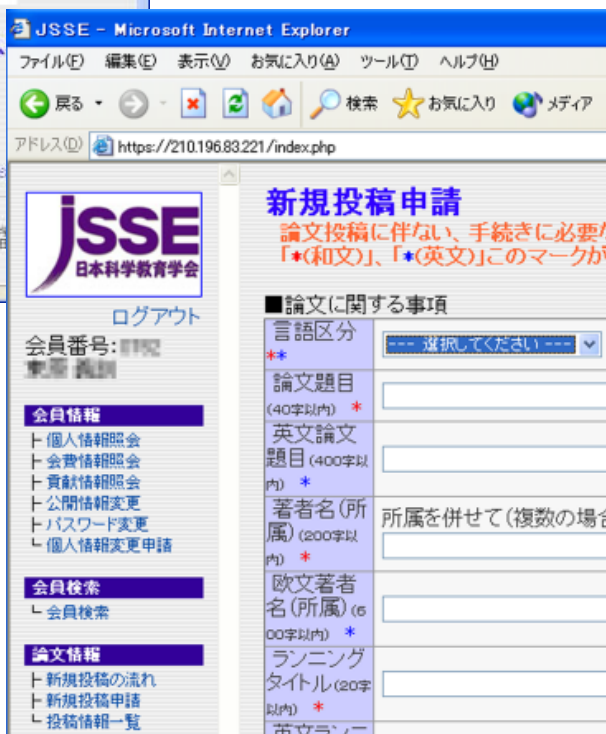 JSSE - Microsoft Internet Explorer
ファイル(F) 編集(E) 表示(V) お気に入り(A) ツール(T) ヘルプ(H)
戻る 検索 お気に入り メディア
アドレス(D) https://210.196.83.221/index.php
jSSE
日本科学教育学会
ログアウト
会員番号:
会員情報
個人情報照会
会費情報照会
貢献情報照会
公開情報変更
パスワード変更
個人情報変更申請
会員検索
会員検索
論文情報
新規投稿の流れ
新規投稿申請
投稿情報一覧
新規投稿申請
論文投稿に伴ない、手続きに必要な
「*(和文)」、「*(英文)」このマークが
■論文に関する事項
言語区分
**
--- 選択してください ---
論文題目
(40字以内) *
英文論文
題目(400字以
内) *
著者名(所
属)(200字以
内) *
所属を併せて(複数の場合
欧文著者
名(所属)(6
00字以内) *
ランニング
タイトル(20字
以内) *
英文ランニ